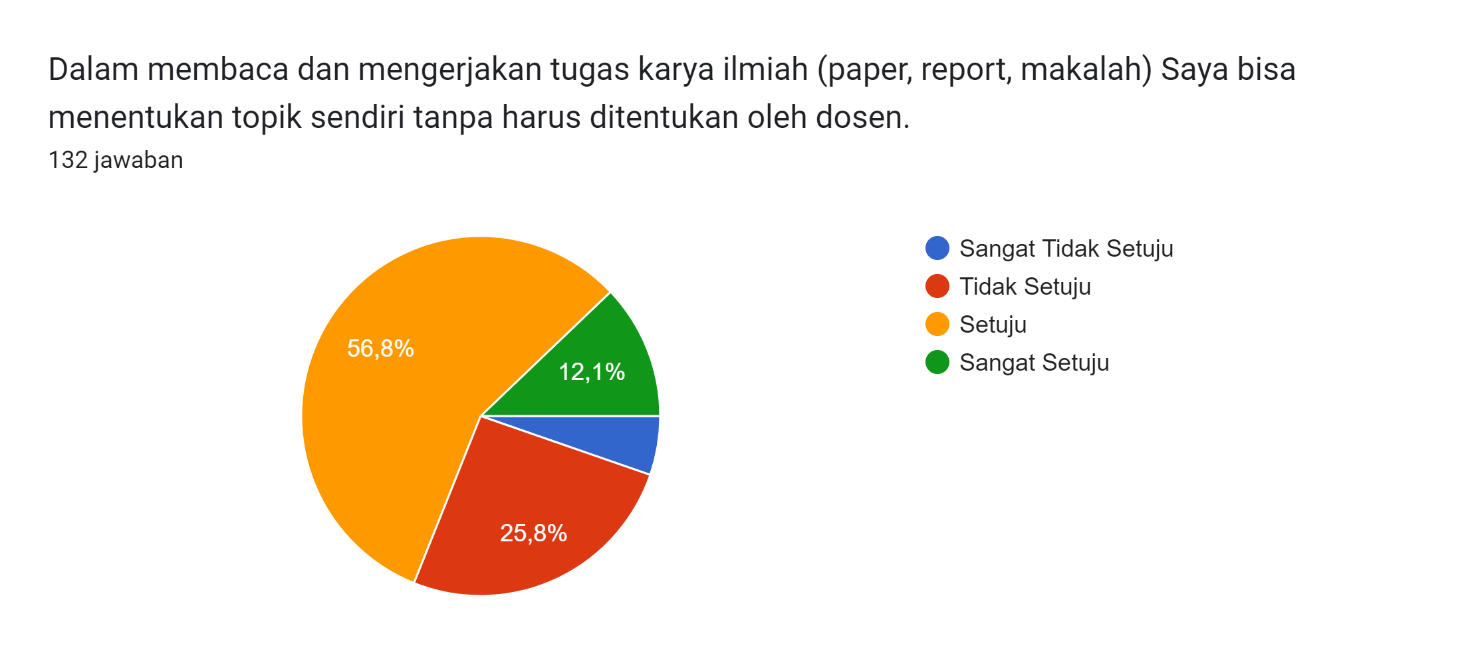 Dalam membaca dan mengerjakan tugas karya ilmiah (paper, report, makalah) Saya bisa
menentukan topik sendiri tanpa harus ditentukan oleh dosen.
132 jawaban
Sangat Tidak Setuju
Tidak Setuju
Setuju
Sangat Setuju
56,8%
12,1%
25,8%